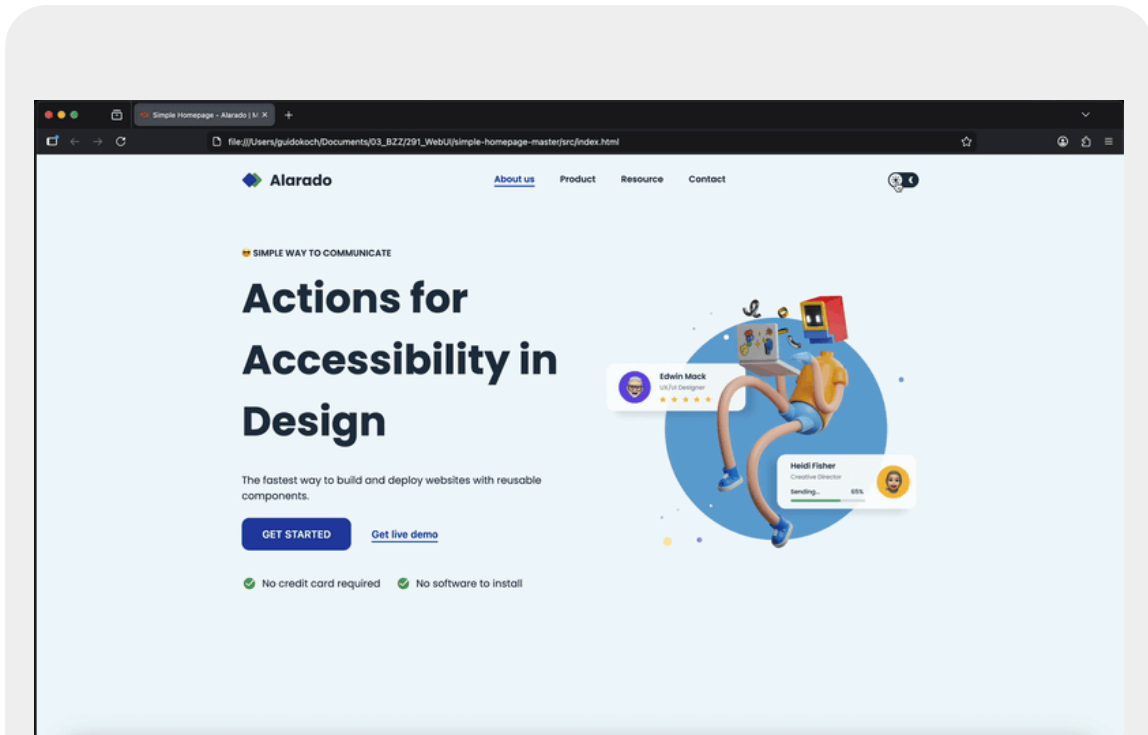 Simple Homepage - Alarado | M
file:///Users/guidokoch/Documents/03_BZZ/291_WebUI/simple-homepage-master/src/index.html
Alarado
About us
Product
Resource
Contact
SIMPLE WAY TO COMMUNICATE
Actions for
Accessibility in
Design
The fastest way to build and deploy websites with reusable
components.
GET STARTED
Get live demo
No credit card required
No software to install
Edwin Mack
UX/UI Designer
Heidi Fisher
Creative Director
Sending...
65%